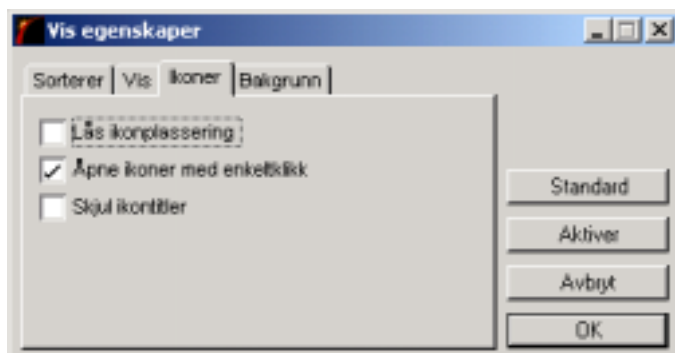 Vis egenskaper
Sorterer Vis Ikoner Bakgrunn
Lås ikonplassering
Åpne ikoner med enkeltklikk
Skjul ikontitler
Standard
Aktiver
Avbryt
OK